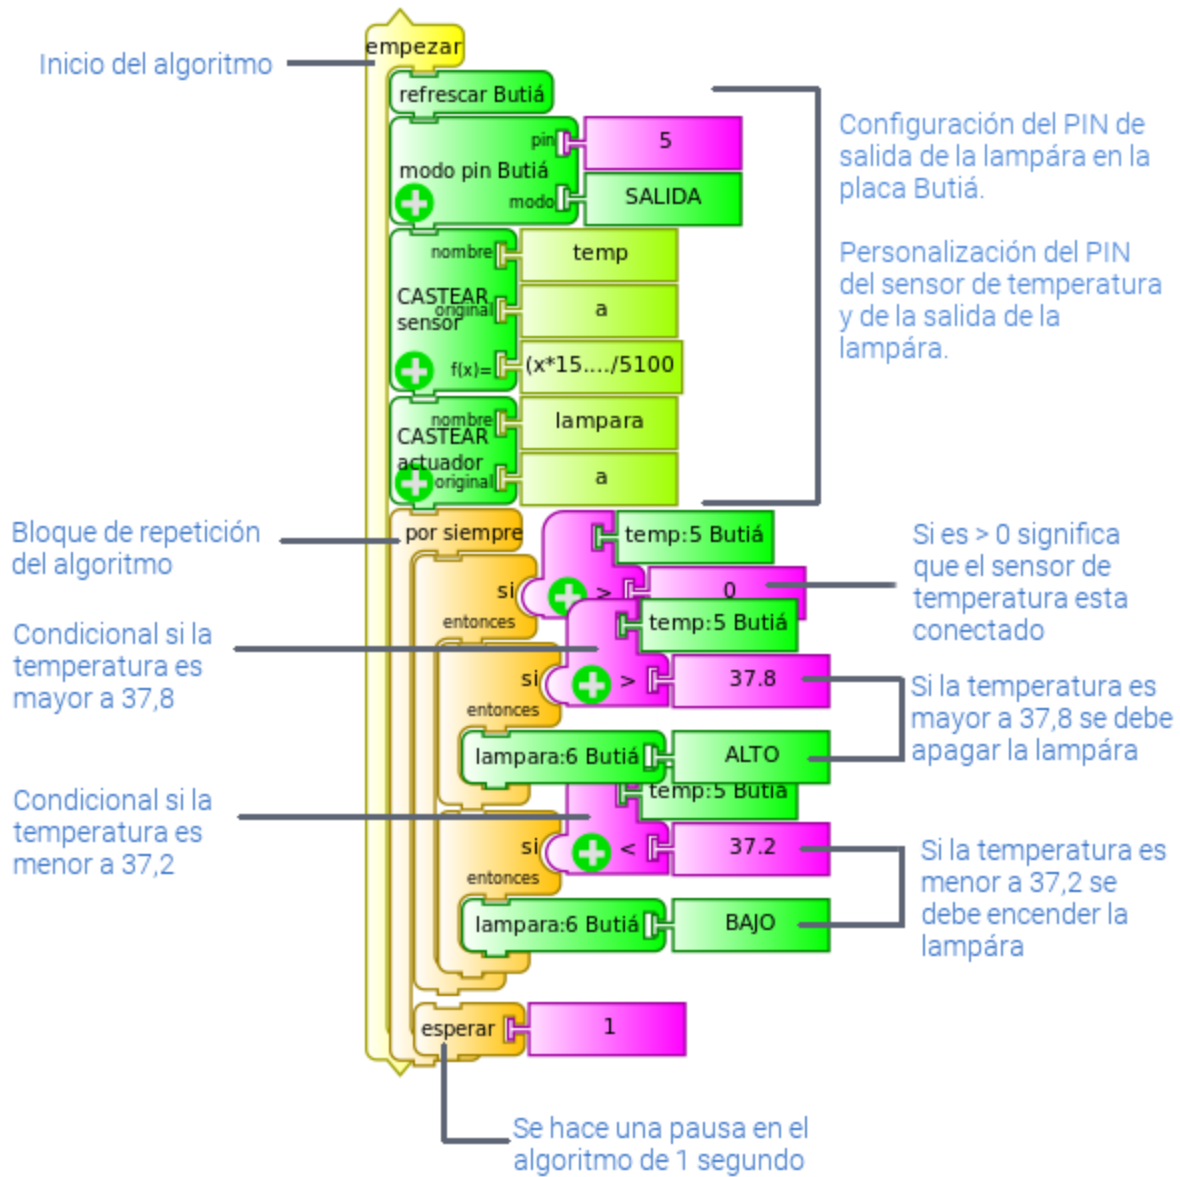 empezar
Inicio del algoritmo
refrescar Butiá
pin
5
modo pin Butiá
modo
SALIDA
Configuración del PIN de
salida de la lampára en la
placa Butiá.
Personalización del PIN
del sensor de temperatura
y de la salida de la
lampára.
nombre
temp
CASTEAR
original
sensor
a
f(x)=
(x*15..../5100
nombre
lampara
CASTEAR
actuador
original
a
Bloque de repetición
del algoritmo
por siempre
temp:5 Butiá
si
>
0
entonces
Si es > 0 significa
que el sensor de
temperatura esta
conectado
Condicional si la
temperatura es
mayor a 37,8
temp:5 Butiá
si
>
37.8
entonces
lampara:6 Butiá
ALTO
Si la temperatura es
mayor a 37,8 se debe
apagar la lampára
Condicional si la
temperatura es
menor a 37,2
temp:5 Butiá
si
<
37.2
entonces
lampara:6 Butiá
BAJO
Si la temperatura es
menor a 37,2 se
debe encender la
lampára
esperar
1
Se hace una pausa en el
algoritmo de 1 segundo